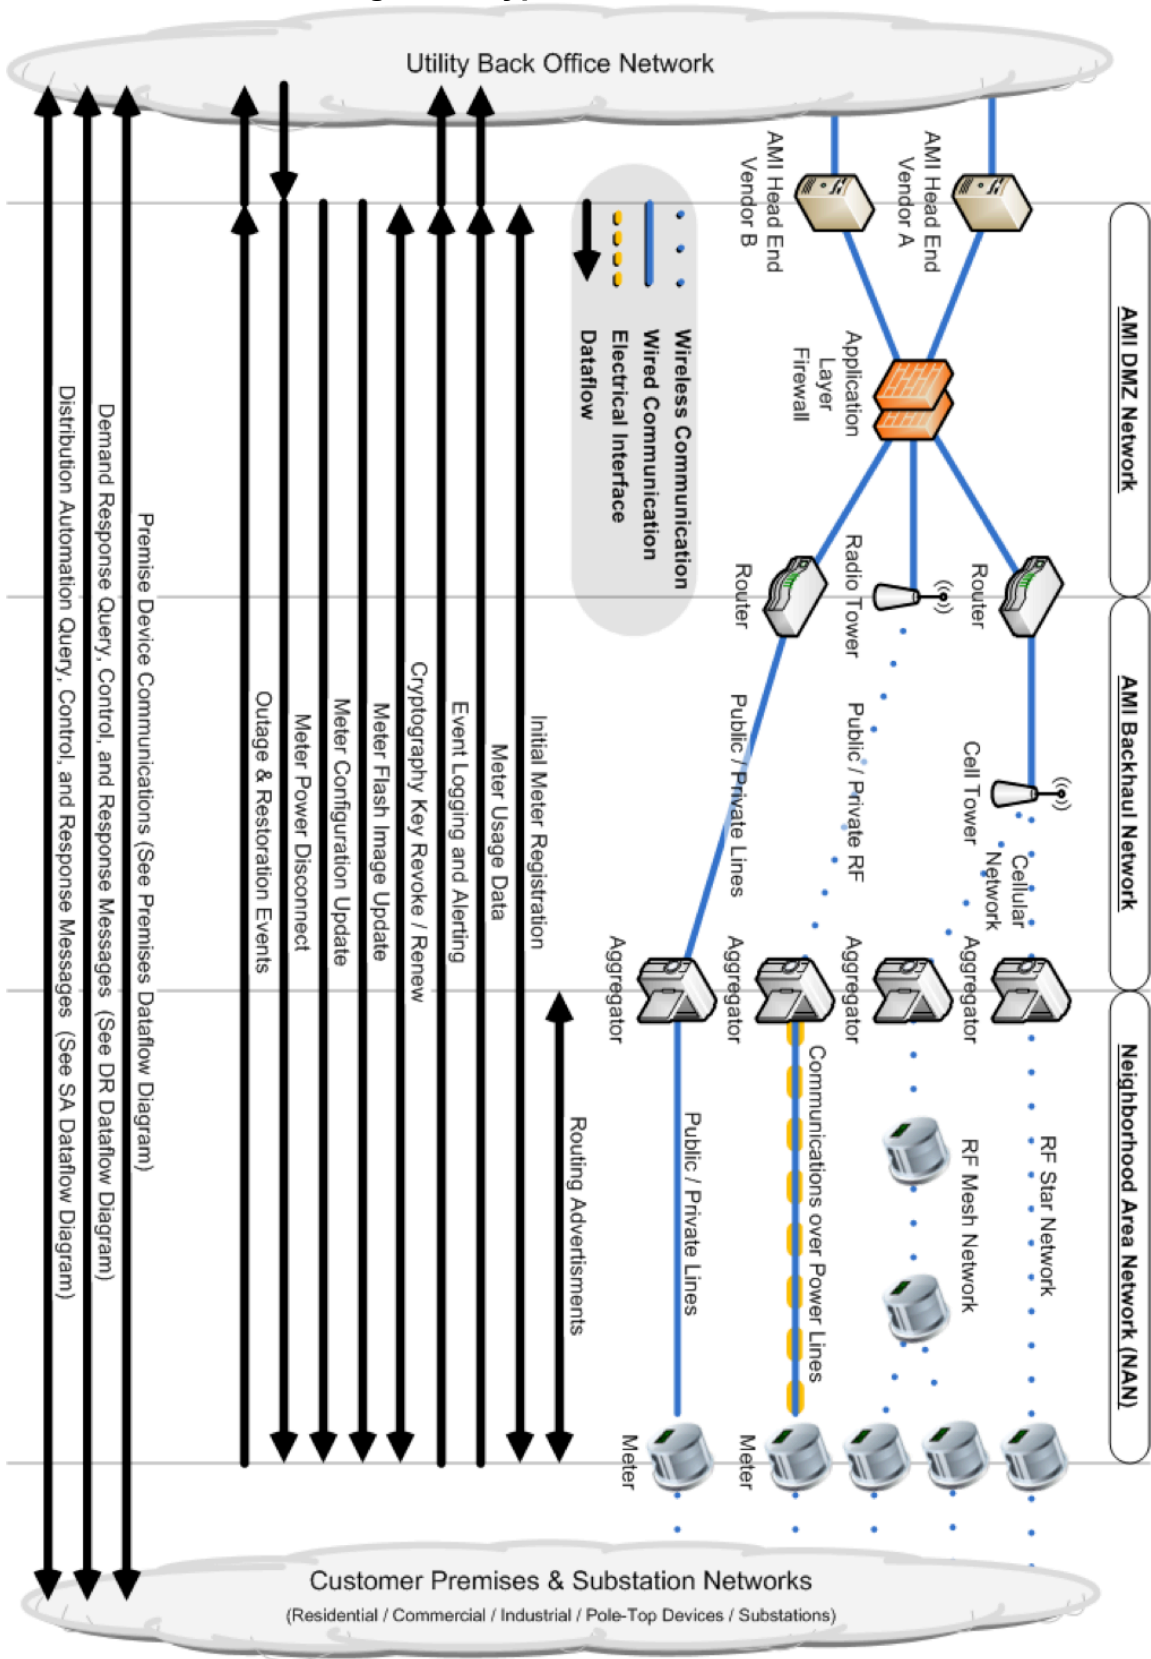 Utility Back Office Network
AMI Head End
Vendor B
AMI Head End
Vendor A
AMI DMZ Network
Application
Layer
Firewall
Wireless Communication
Wired Communication
Electrical Interface
Dataflow
Router
Radio Tower
Router
AMI Backhaul Network
Public / Private Lines
Public / Private RF
Cell Tower
Cellular
Network
Aggregator
Aggregator
Aggregator
Aggregator
Neighborhood Area Network (NAN)
RF Star Network
RF Mesh Network
Communications over Power Lines
Public / Private Lines
Meter
Meter
Routing Advertisments
Initial Meter Registration
Meter Usage Data
Event Logging and Alerting
Cryptography Key Revoke / Renew
Meter Flash Image Update
Meter Configuration Update
Meter Power Disconnect
Outage & Restoration Events
Premise Device Communications (See Premises Dataflow Diagram)
Demand Response Query, Control, and Response Messages (See DR Dataflow Diagram)
Distribution Automation Query, Control, and Response Messages (See SA Dataflow Diagram)
Customer Premises & Substation Networks
(Residential / Commercial / Industrial / Pole-Top Devices / Substations)